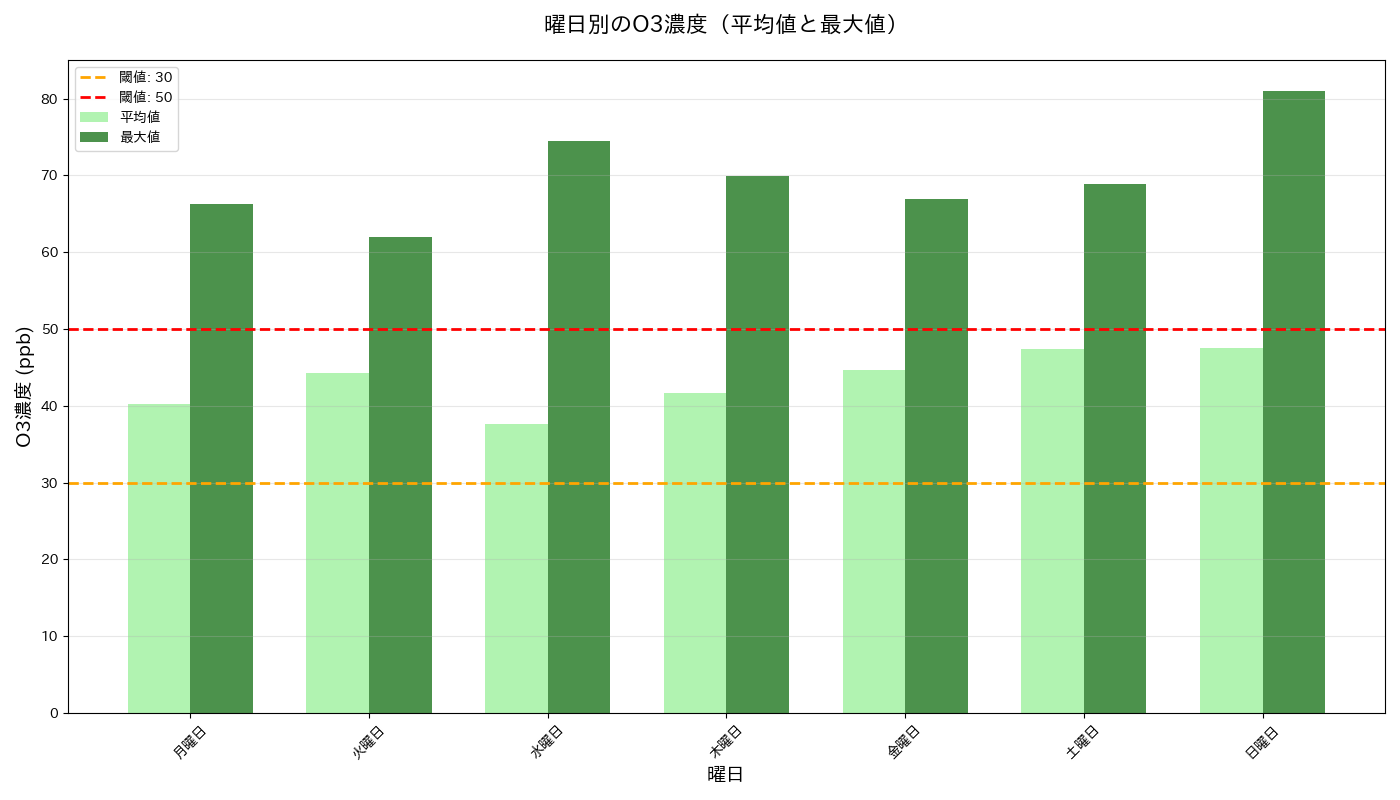 曜日別のO3濃度（平均値と最大値）
閾値: 30
閾値: 50
平均値
最大値
O3濃度 (ppb)
80
70
60
50
40
30
20
10
0
月曜日
火曜日
水曜日
木曜日
金曜日
土曜日
日曜日
曜日